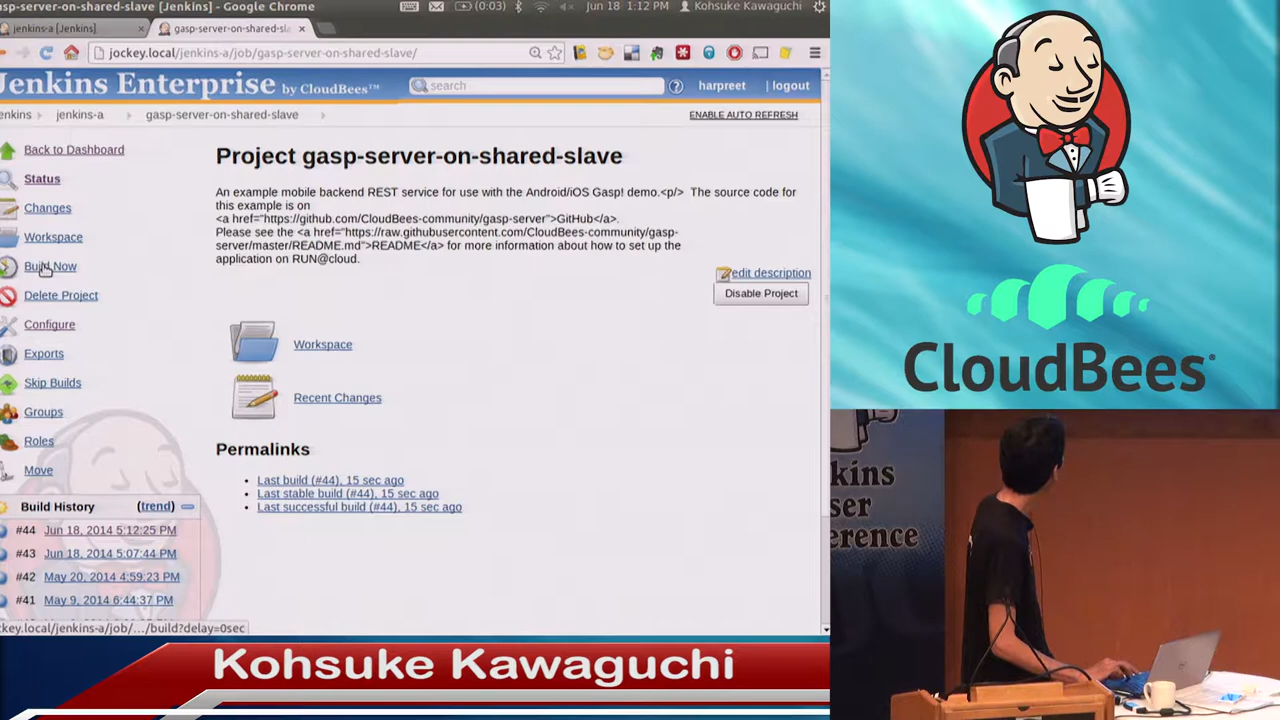 asp-server-on-shared-slave [Jenkins] - Google Chrome
(0:03)
Jun 18 1:12 PM
Kohsuke Kawaguchi
jenkins-a [Jenkins]
gasp-server-on-shared-sla
jockey.local/jenkins-a/job/gasp-server-on-shared-slave/
Jenkins Enterprise by CloudBees™
search
harpreet
| logout
enkins
jenkins-a
gasp-server-on-shared-slave
ENABLE AUTO REFRESH
Back to Dashboard
Status
Changes
Workspace
Build Now
Delete Project
Configure
Exports
Skip Builds
Groups
Roles
Move
Project gasp-server-on-shared-slave
An example mobile backend REST service for use with the Android/iOS Gasp! demo.<p/> The source code for
this example is on
<a href="https://github.com/CloudBees-community/gasp-server">GitHub</a>.
Please see the <a href="https://raw.githubusercontent.com/CloudBees-community/gasp-
server/master/README.md">README</a> for more information about how to set up the
application on RUN@cloud.
edit description
Disable Project
Workspace
Recent Changes
Permalinks
Last build (#44), 15 sec ago
Last stable build (#44), 15 sec ago
Last successful build (#44), 15 sec ago
Build History (trend)
#44 Jun 18, 2014 5:12:25 PM
#43 Jun 18, 2014 5:07:44 PM
#42 May 20, 2014 4:59:23 PM
#41 May 9, 2014 6:44:37 PM
ckey.local/jenkins-a/job/.../build?delay=0sec
Kohsuke Kawaguchi
CloudBees
kins
ser
erence